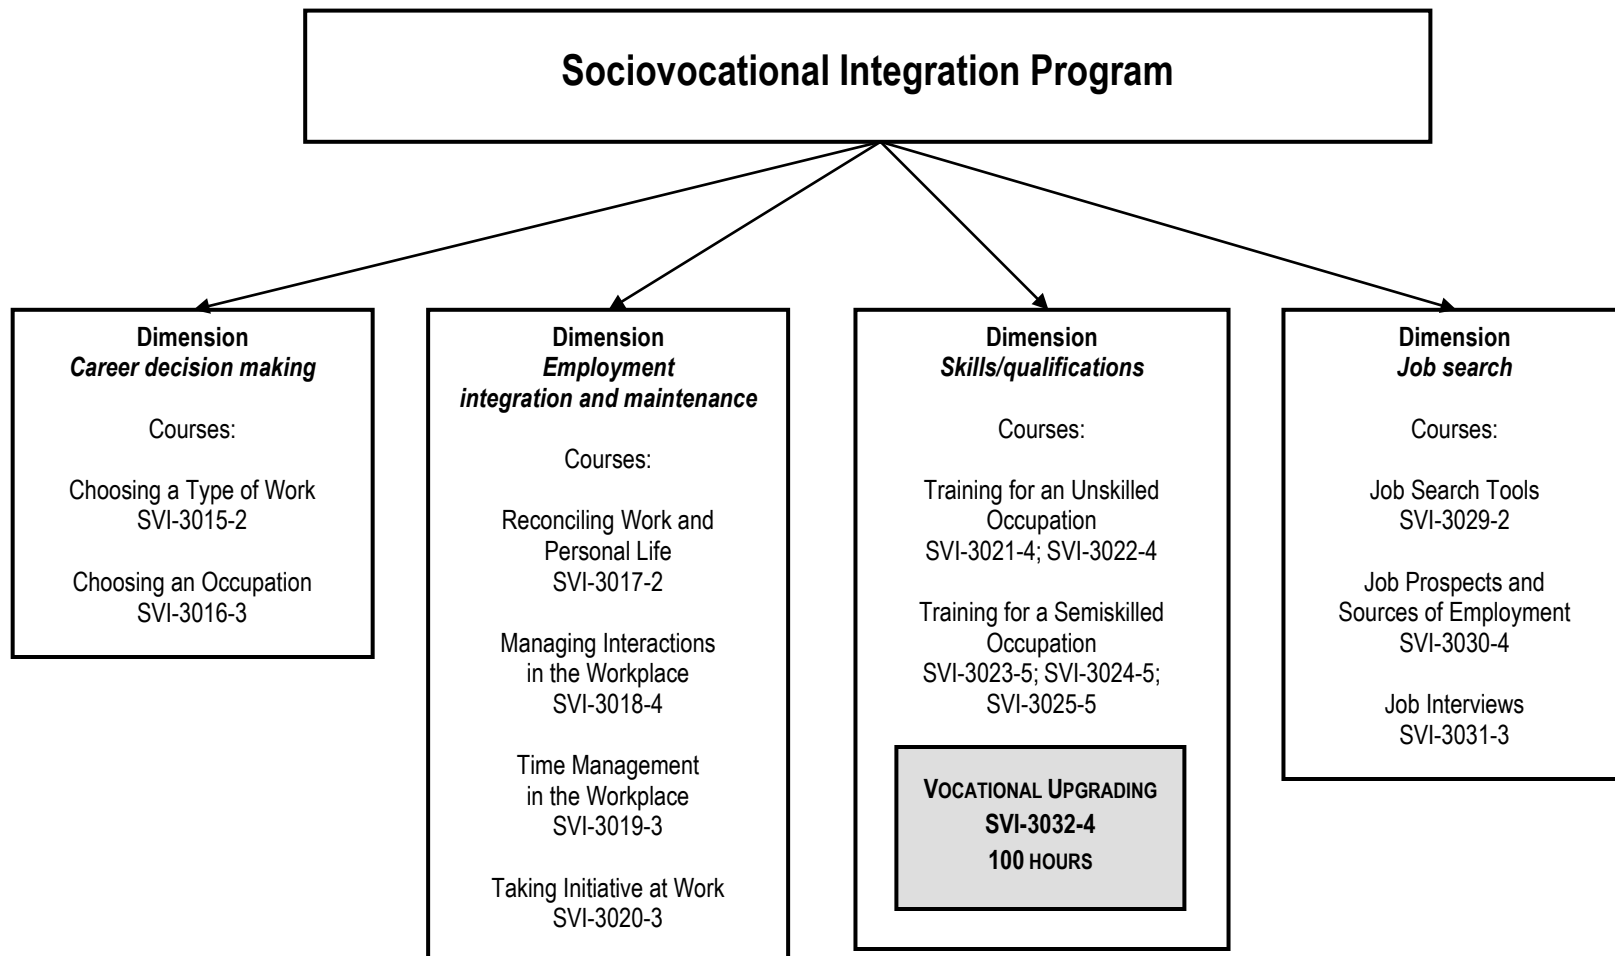 Sociovocational Integration Program
Dimension
Career decision making
Courses:
Choosing a Type of Work
SVI-3015-2
Choosing an Occupation
SVI-3016-3
Dimension
Employment
integration and maintenance
Courses:
Reconciling Work and
Personal Life
SVI-3017-2
Managing Interactions
in the Workplace
SVI-3018-4
Time Management
in the Workplace
SVI-3019-3
Taking Initiative at Work
SVI-3020-3
Dimension
Skills/qualifications
Courses:
Training for an Unskilled
Occupation
SVI-3021-4; SVI-3022-4
Training for a Semiskilled
Occupation
SVI-3023-5; SVI-3024-5;
SVI-3025-5
VOCATIONAL UPGRADING
SVI-3032-4
100 HOURS
Dimension
Job search
Courses:
Job Search Tools
SVI-3029-2
Job Prospects and
Sources of Employment
SVI-3030-4
Job Interviews
SVI-3031-3